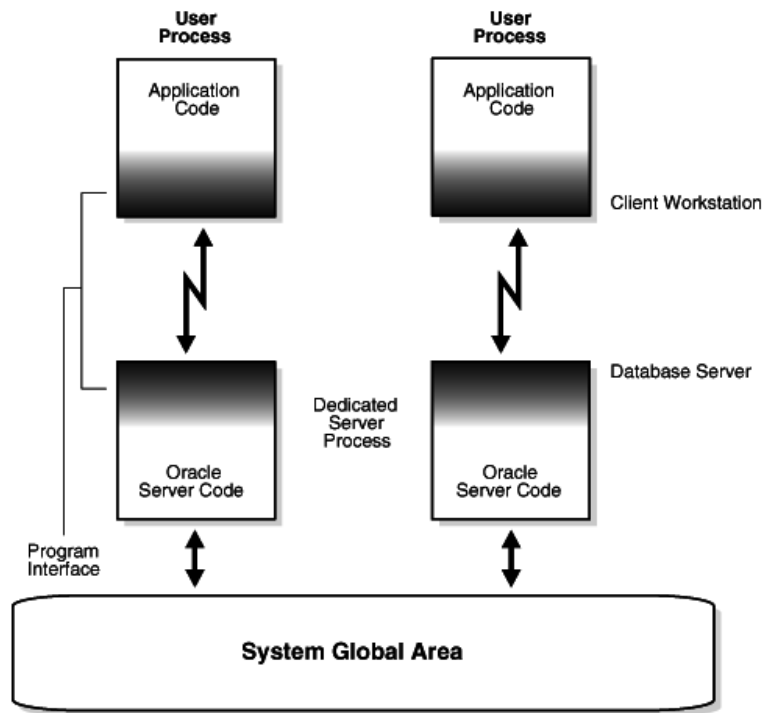 User
Process
User
Process
Application
Code
Application
Code
Client Workstation
Database Server
Dedicated
Server
Process
Oracle
Server Code
Oracle
Server Code
Program
Interface
System Global Area